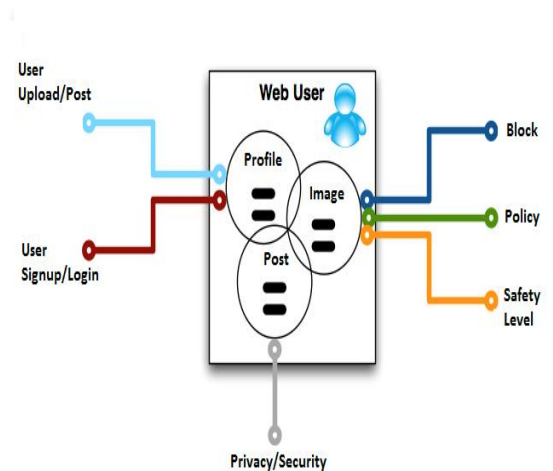 User
Upload/Post
Web User
Profile
Image
Post
Block
Policy
User
Signup/Login
Safety
Level
Privacy/Security